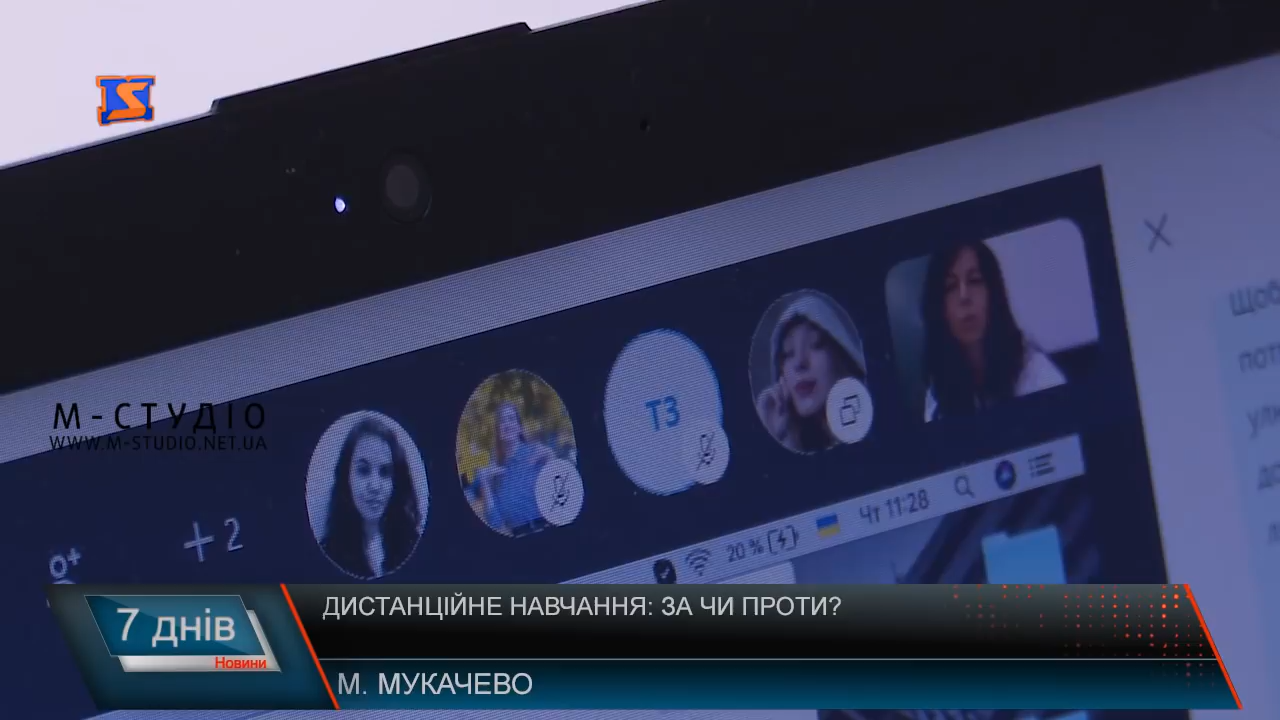 Щоб
М-СТУДІО
WWW.M-STUDIO.NET.UA
+2
ТЗ
20 %
Чт 11:28
7 днів
Новини
ДИСТАНЦІЙНЕ НАВЧАННЯ: ЗА ЧИ ПРОТИ?
М. МУКАЧЕВО